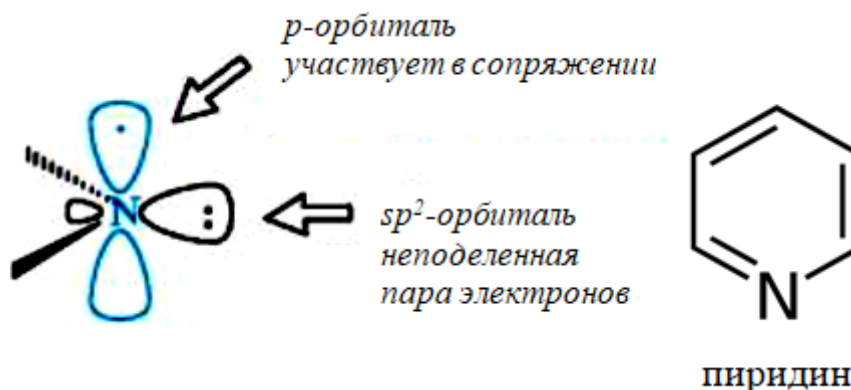 p-орбиталь
участвует в сопряжении
N
sp²-орбиталь
неподеленная
пара электронов
N
пиридин